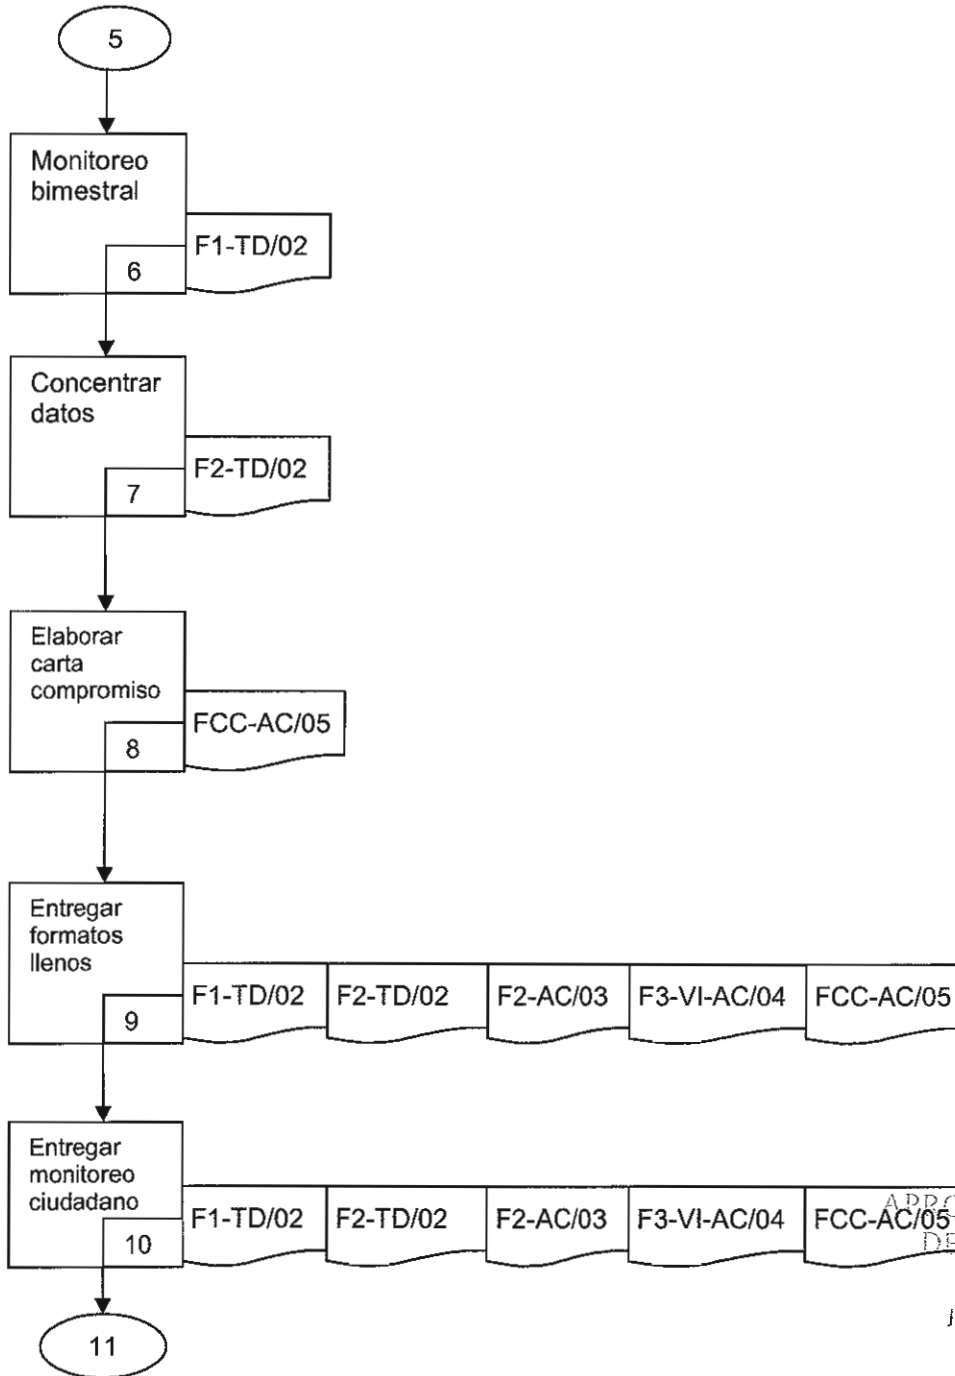 5
Monitoreo
bimestral
6
F1-TD/02
Concentrar
datos
7
F2-TD/02
Elaborar
carta
compromiso
8
FCC-AC/05
Entregar
formatos
llenos
9
F1-TD/02 F2-TD/02 F2-AC/03 F3-VI-AC/04 FCC-AC/05
Entregar
monitoreo
ciudadano
10
F1-TD/02 F2-TD/02 F2-AC/03 F3-VI-AC/04 FCC-AC/05
11